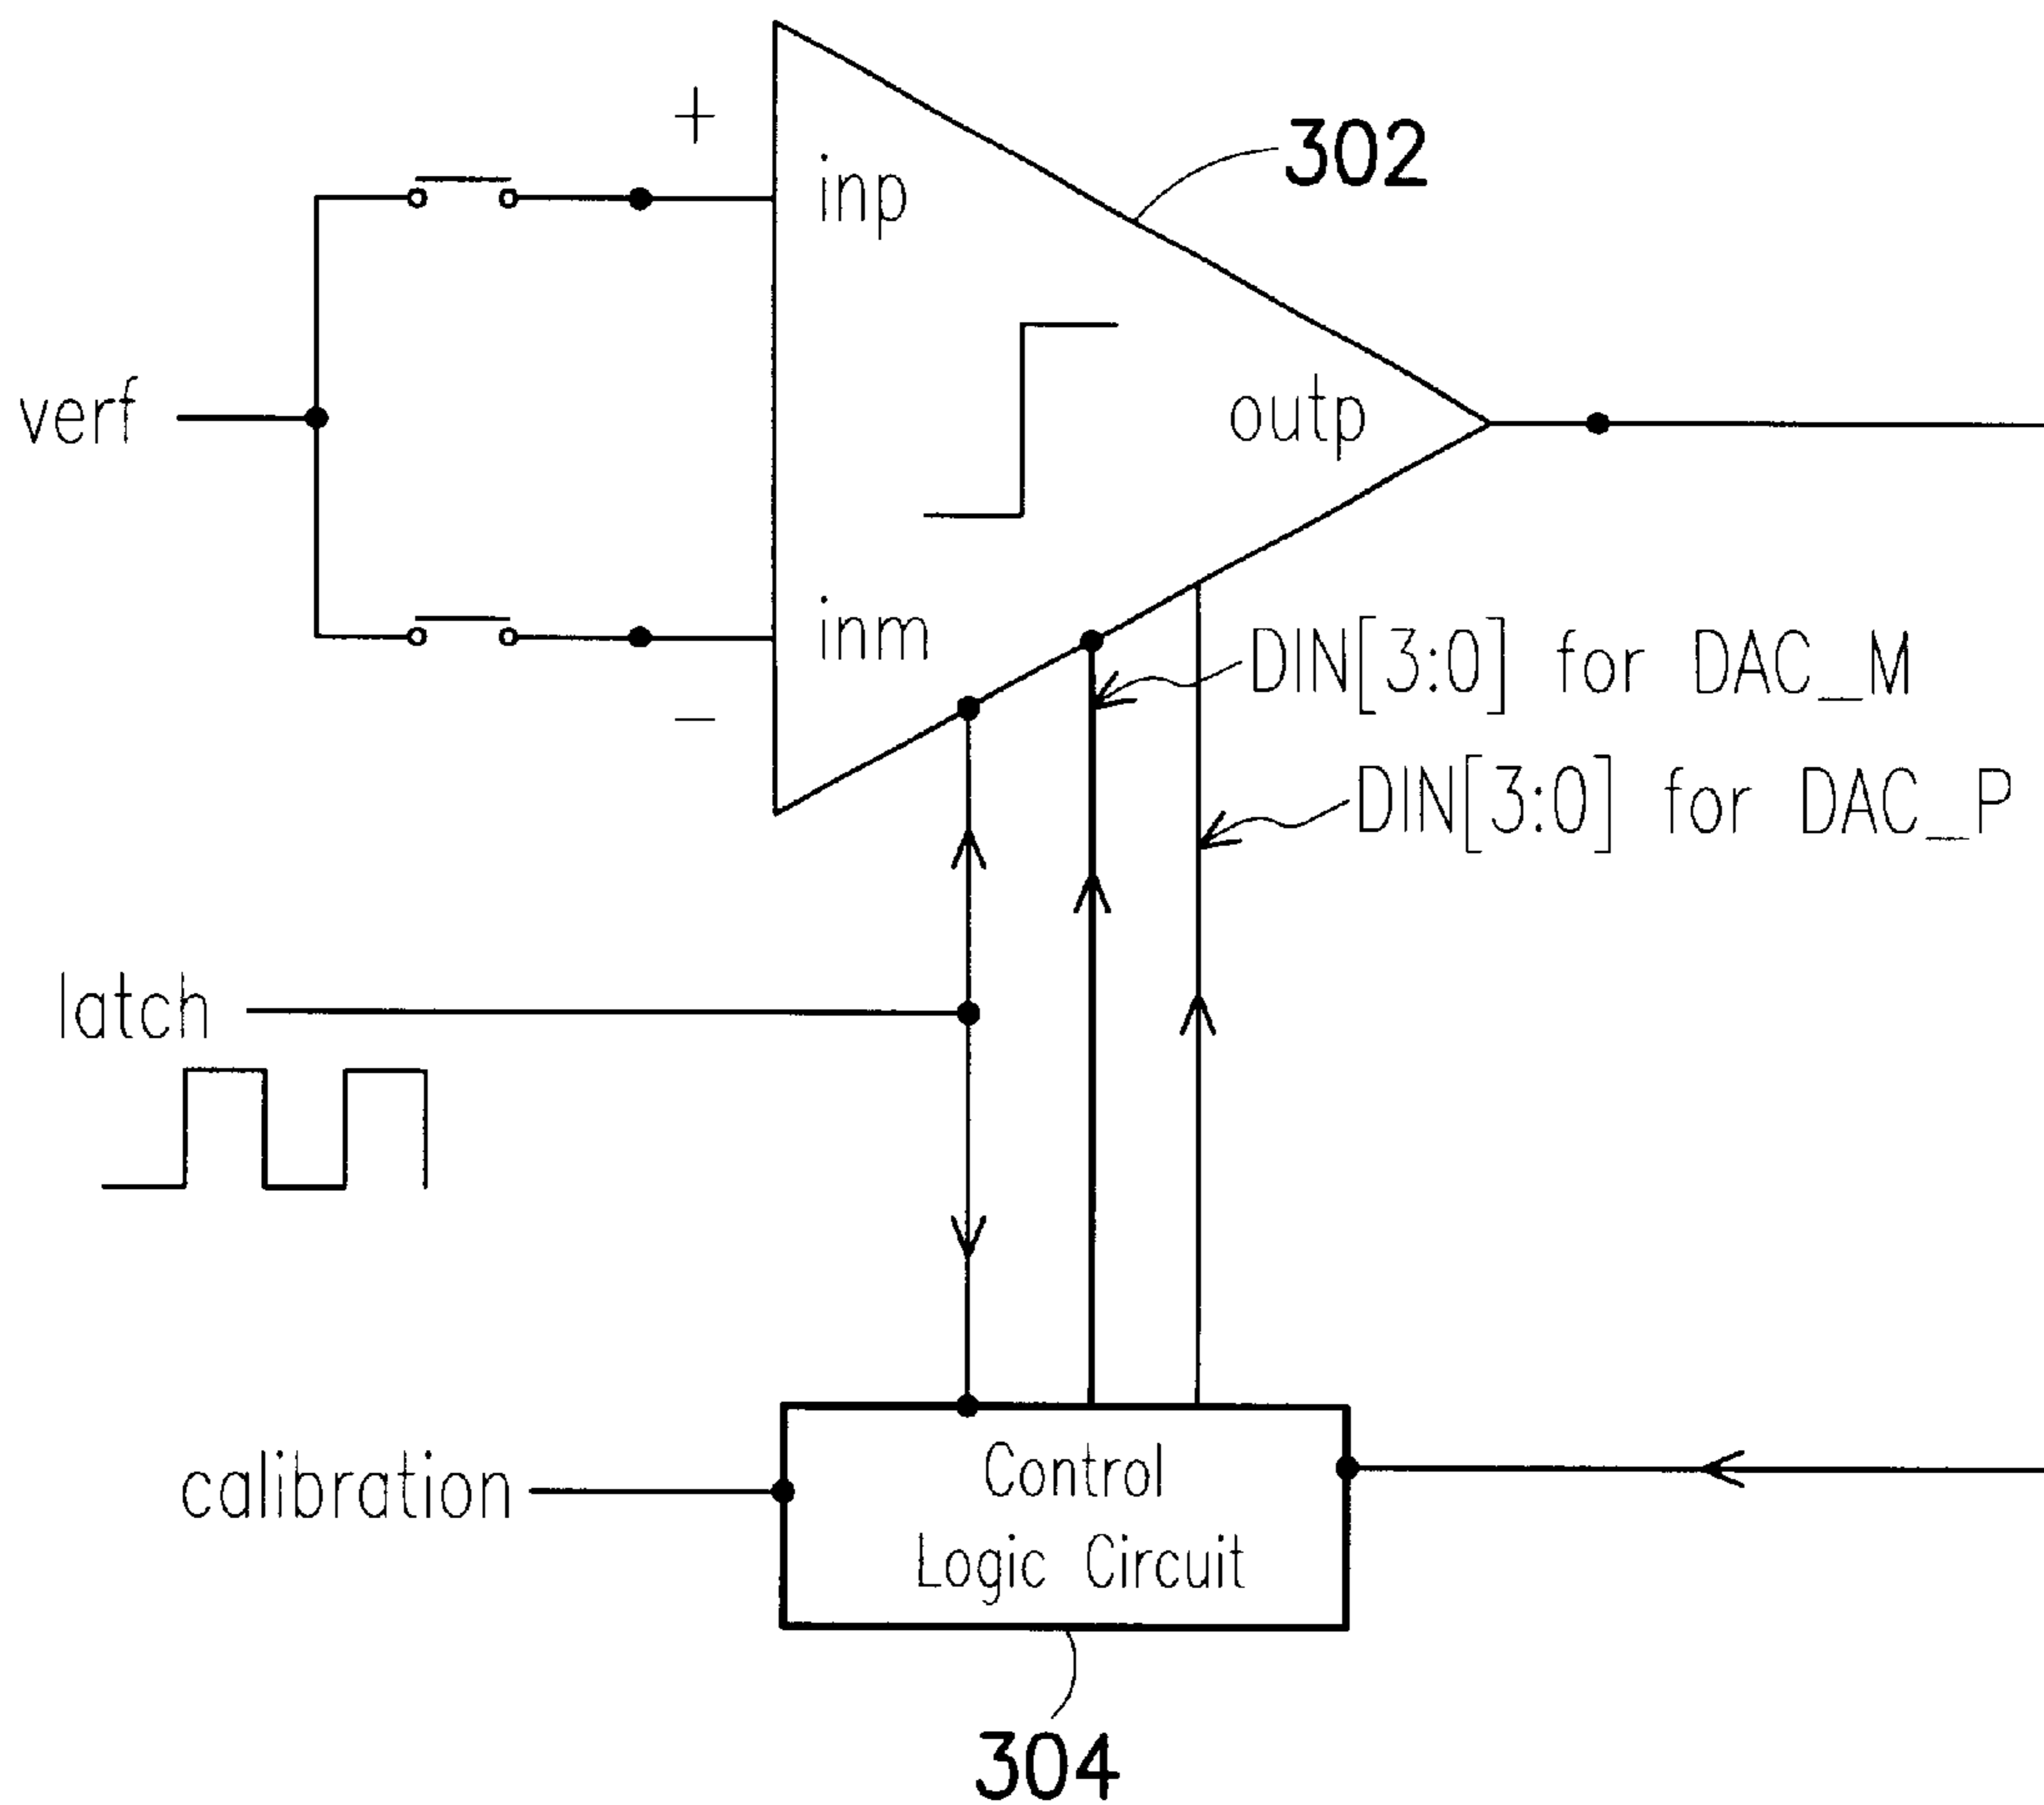 +
302
inp
verf
outp
inm
DIN[3:0] for DAC_M
−
DIN[3:0] for DAC_P
latch
calibration
Control
Logic Circuit
304